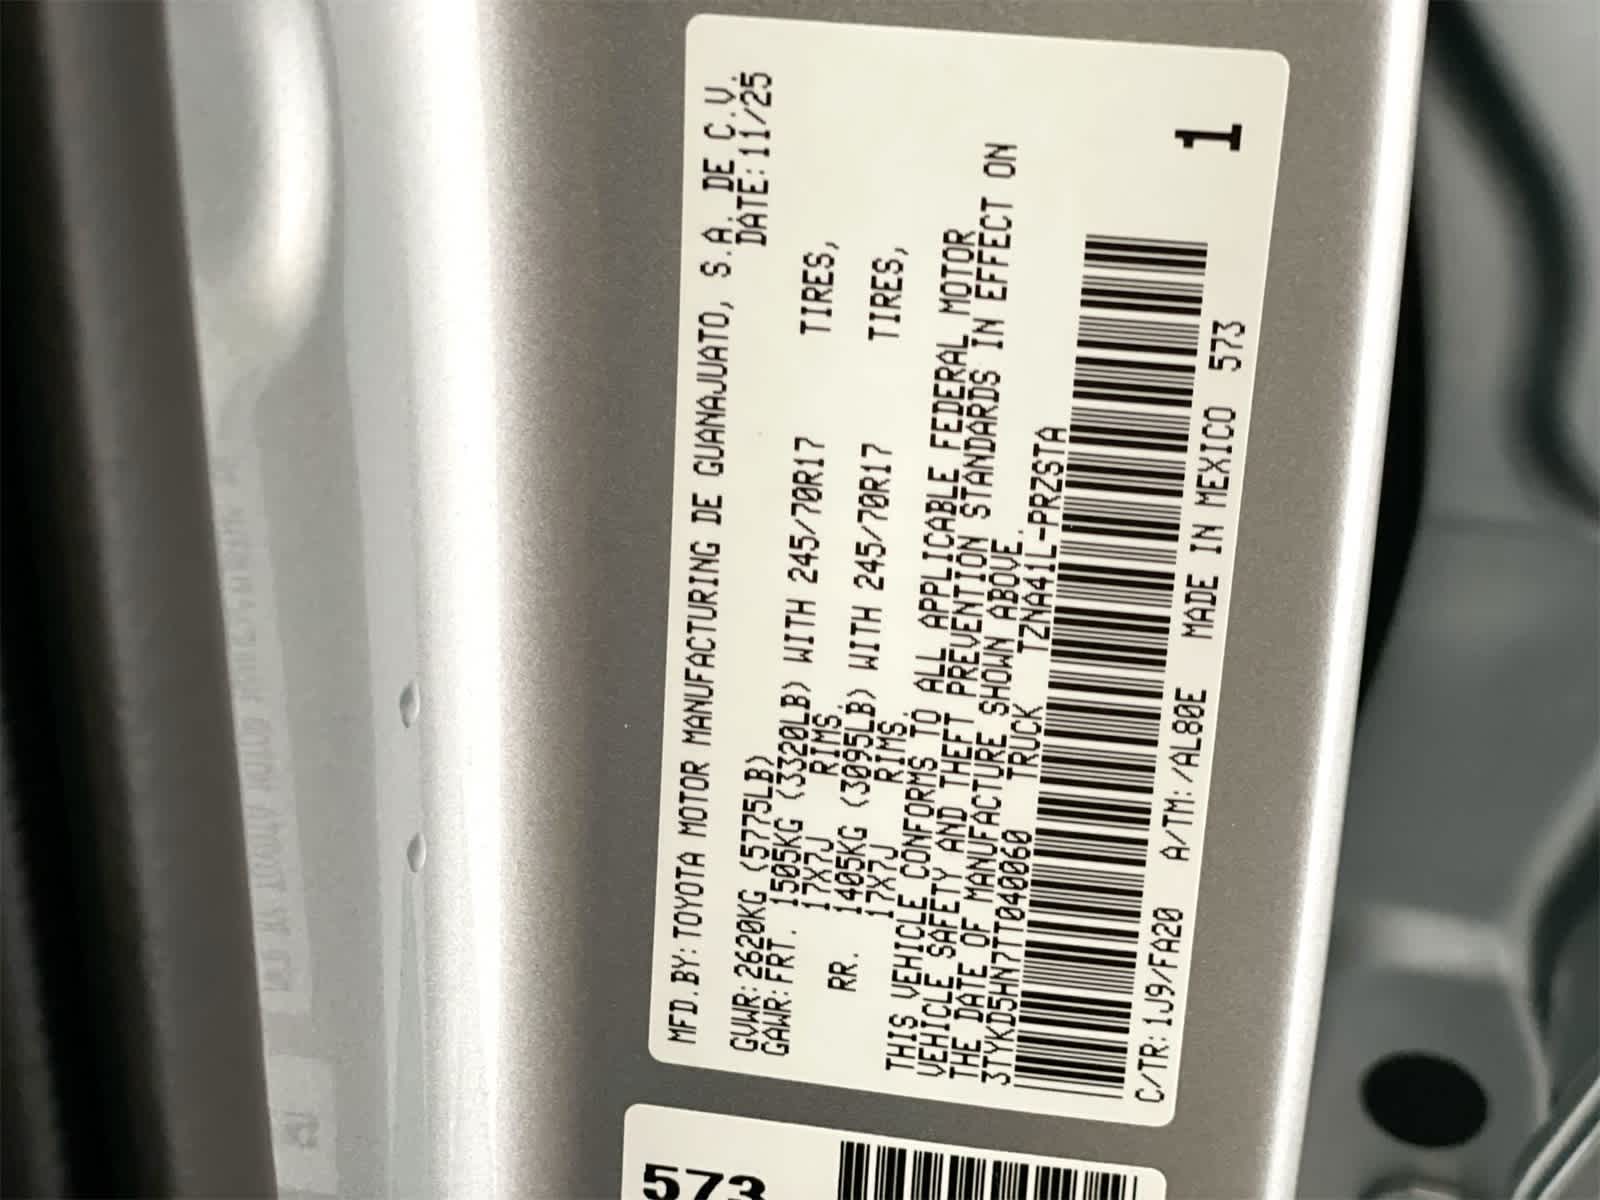 MFD.BY:TOYOTA MOTOR MANUFACTURING DE GUANAJUATO, S.A. DE C.V.
DATE:11/25
GVWR:2620KG (5775LB)
GAWR:FRT. 1505KG (3320LB) WITH 245/70R17 TIRES,
17X7J RIMS.
RR. 1405KG (3095LB) WITH 245/70R17 TIRES,
17X7J RIMS.
THIS VEHICLE CONFORMS TO ALL APPLICABLE FEDERAL MOTOR
VEHICLE SAFETY AND THEFT PREVENTION STANDARDS IN EFFECT ON
THE DATE OF MANUFACTURE SHOWN ABOVE.
3TYKD5HN7TT040060 TRUCK TZNA41L-PRZSTA
C/TR:1J9/FA20 A/TM:/AL80E MADE IN MEXICO 573
1
573